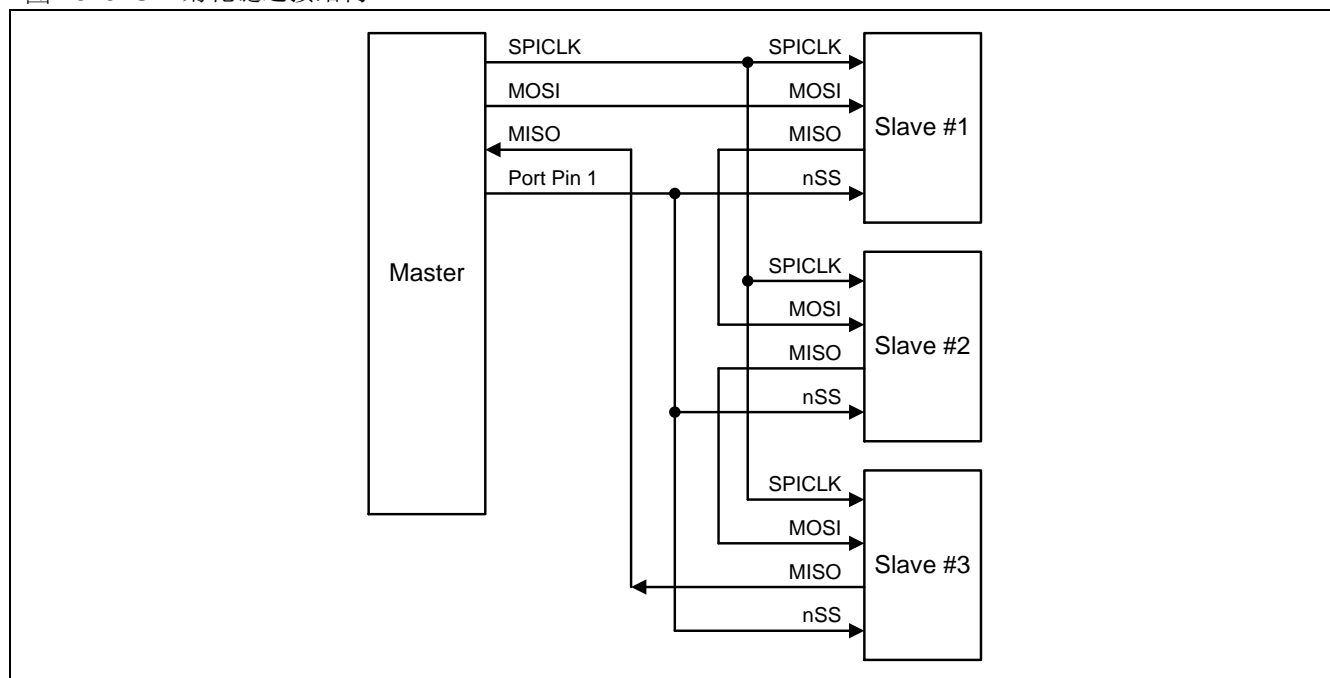 SPICLK
SPICLK
MOSI
MOSI
Slave #1
MISO
MISO
Port Pin 1
nSS
Master
SPICLK
MOSI
Slave #2
MISO
nSS
SPICLK
MOSI
Slave #3
MISO
nSS